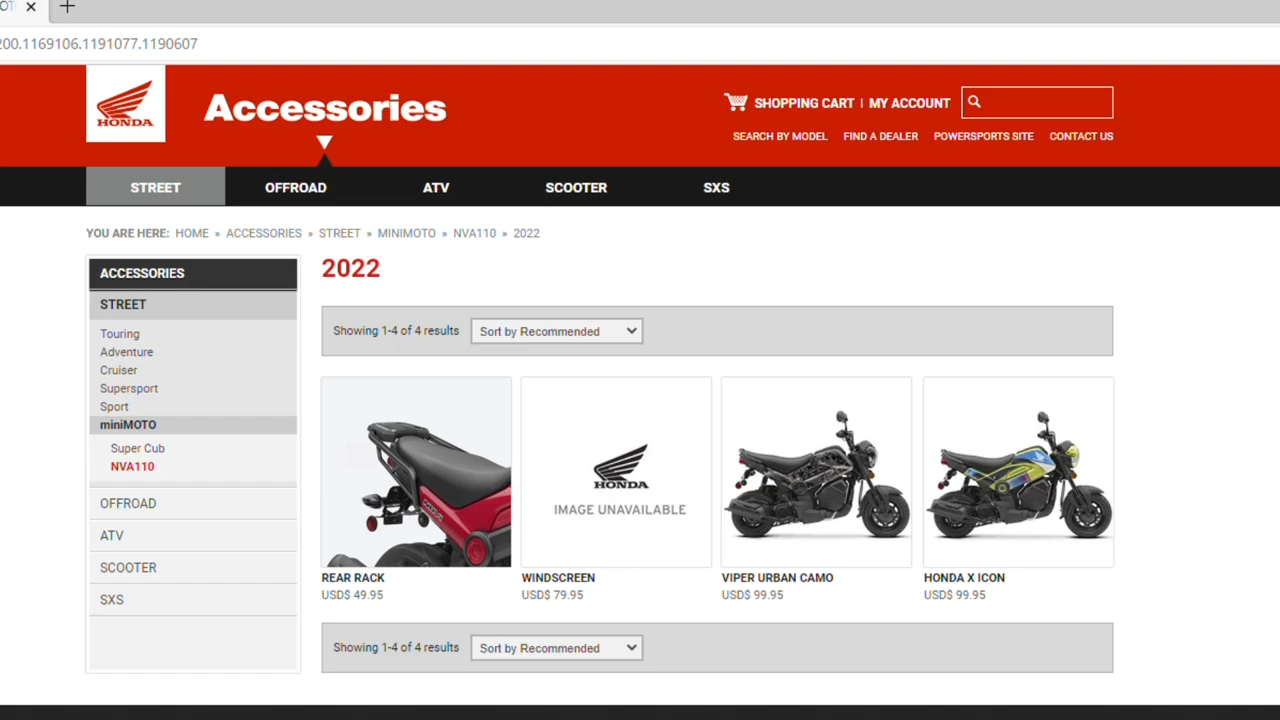 200.1169106.1191077.1190607
HONDA
Accessories
SHOPPING CART | MY ACCOUNT
SEARCH BY MODEL FIND A DEALER POWERSPORTS SITE CONTACT US
STREET OFFROAD ATV SCOOTER SXS
YOU ARE HERE: HOME » ACCESSORIES » STREET » MINIMOTO » NVA110 » 2022
ACCESSORIES
STREET
Touring
Adventure
Cruiser
Supersport
Sport
miniMOTO
Super Cub
NVA110
OFFROAD
ATV
SCOOTER
SXS
2022
Showing 1-4 of 4 results Sort by Recommended
HONDA
IMAGE UNAVAILABLE
REAR RACK
USD$ 49.95
WINDSCREEN
USD$ 79.95
VIPER URBAN CAMO
USD$ 99.95
HONDA X ICON
USD$ 99.95
Showing 1-4 of 4 results Sort by Recommended